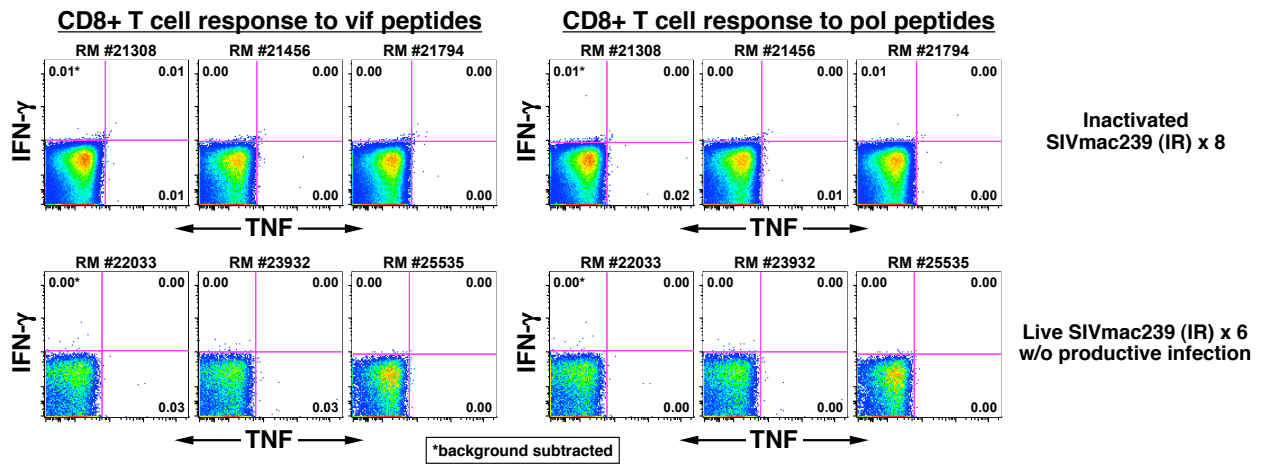 CD8+ T cell response to vif peptides
CD8+ T cell response to pol peptides
RM #21308 RM #21456 RM #21794
RM #21308 RM #21456 RM #21794
0.01* 0.01 0.00 0.00 0.00 0.00
0.01* 0.00 0.00 0.00 0.01 0.00
IFN-γ
IFN-γ
Inactivated
SIVmac239 (IR) x 8
0.01 0.00 0.00
0.02 0.01 0.00
TNF
TNF
RM #22033 RM #23932 RM #25535
RM #22033 RM #23932 RM #25535
0.00* 0.00 0.00 0.00 0.00 0.00
0.00* 0.00 0.00 0.00 0.00 0.00
IFN-γ
IFN-γ
Live SIVmac239 (IR) x 6
w/o productive infection
0.03 0.03 0.00
0.00 0.00 0.00
TNF
TNF
*background subtracted